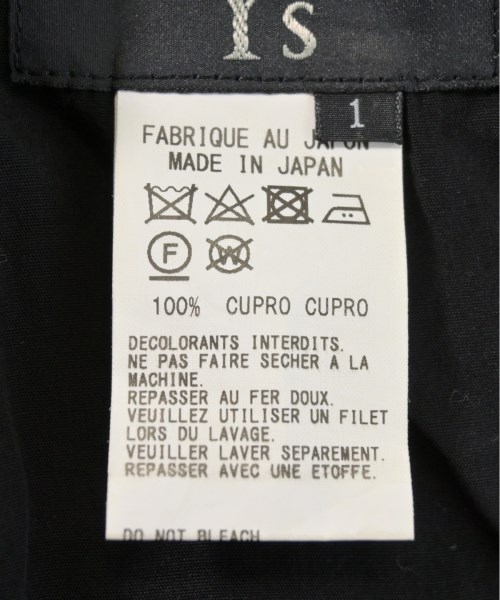 Y's
1
FABRIQUE AU JAPON
MADE IN JAPAN
F
W
100% CUPRO CUPRO
DECOLORANTS INTERDITS.
NE PAS FAIRE SECHER A LA
MACHINE.
REPASSER AU FER DOUX.
VEUILLEZ UTILISER UN FILET
LORS DU LAVAGE.
VEUILLER LAVER SEPAREMENT.
REPASSER AVEC UNE ETOFFE.
DO NOT BLEACH